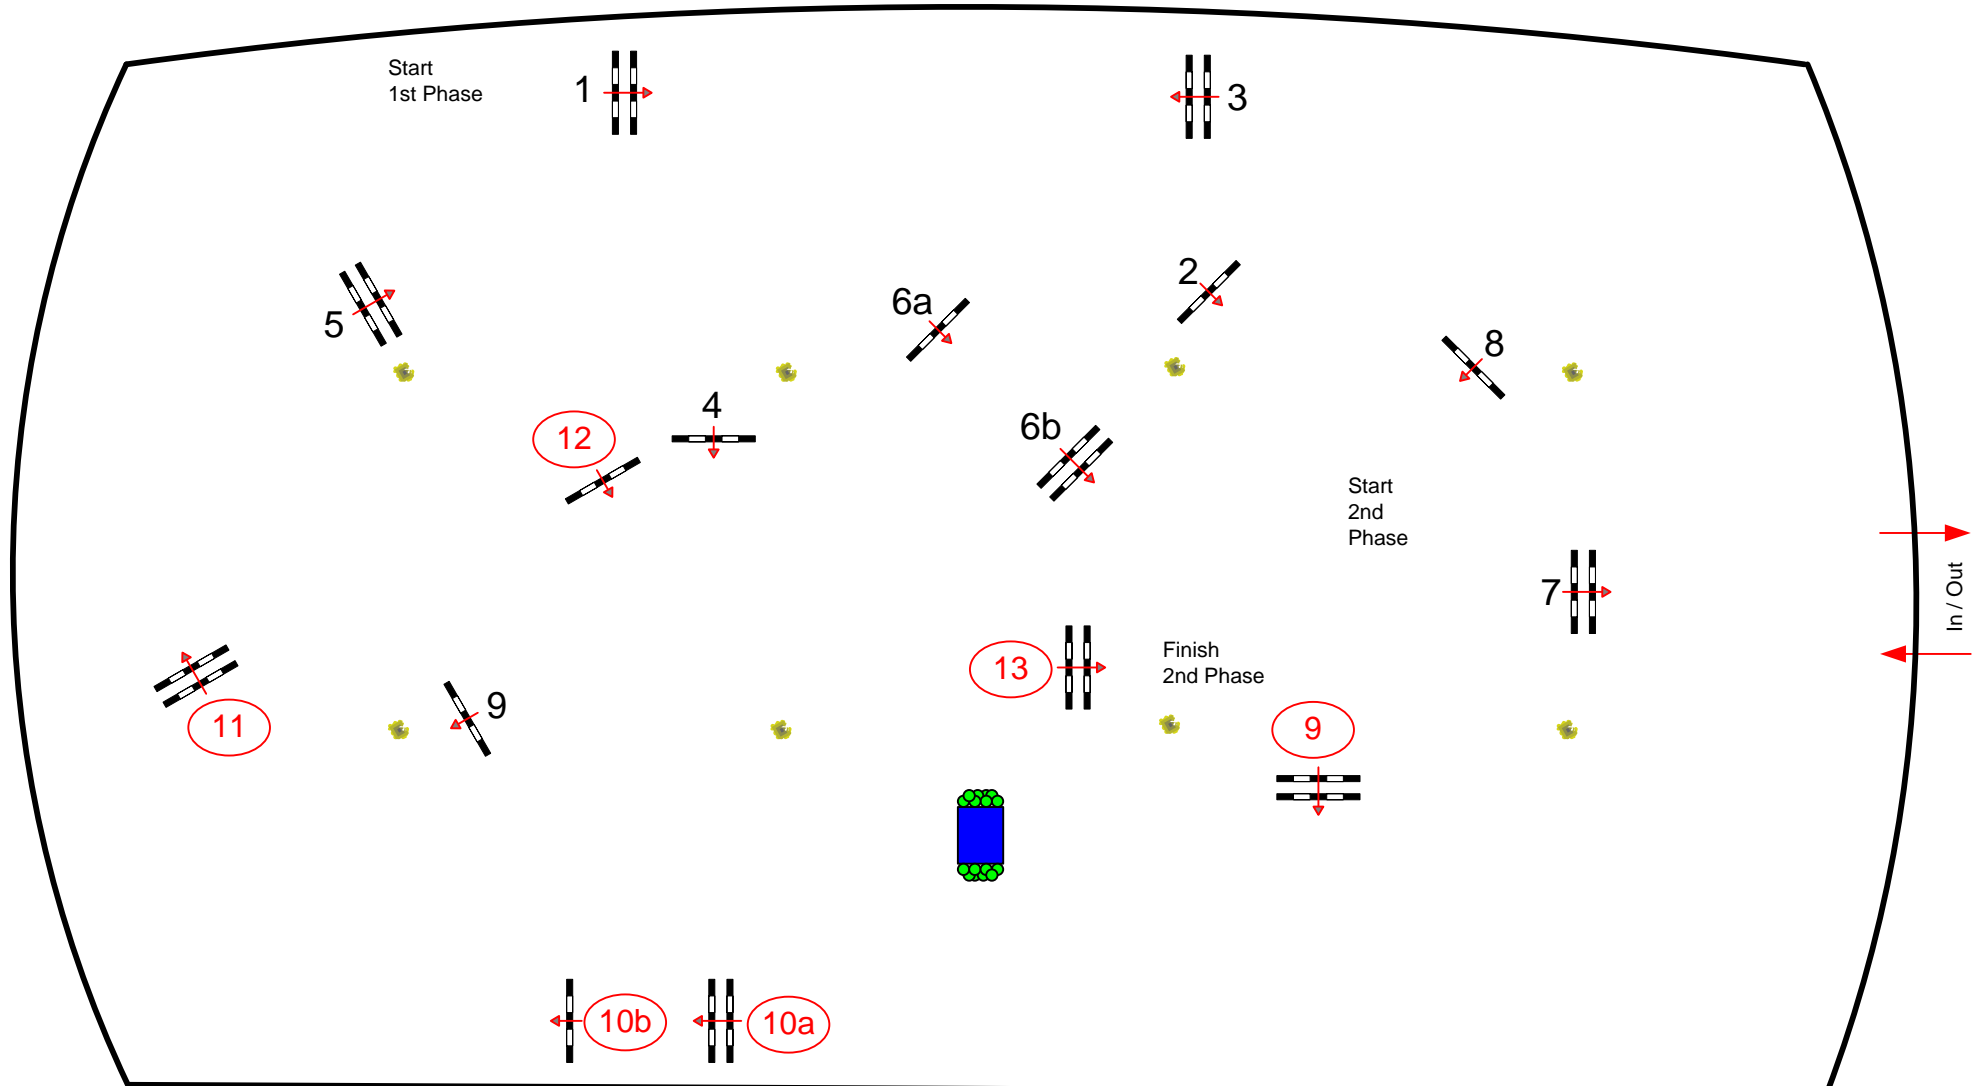 Start
1st Phase
1
3
2
6a
5
8
4
12
6b
Start
2nd
Phase
7
In / Out
13
Finish
2nd Phase
11
9
9
10b
10a